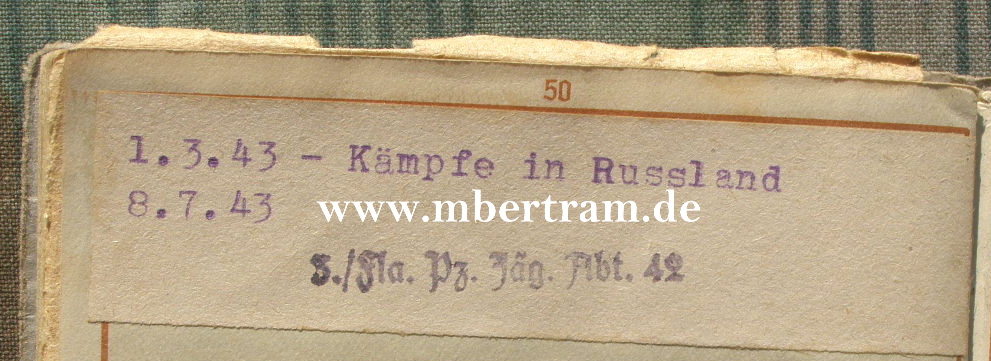 50
1.3.43 - Kämpfe in Russland
8.7.43
www.mbertram.de
3./Fla. Pz. Jäg. Abt. 42